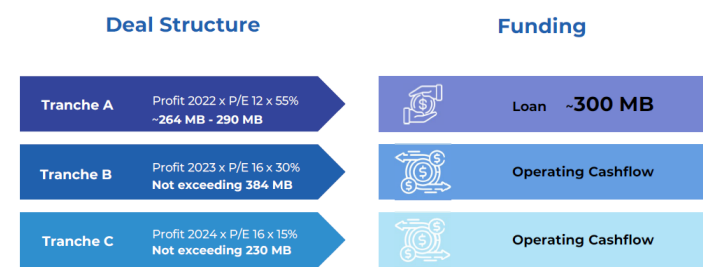 Deal Structure
Funding
Tranche A
Profit 2022 x P/E 12 x 55%
~264 MB - 290 MB
Loan ~300 MB
Tranche B
Profit 2023 x P/E 16 x 30%
Not exceeding 384 MB
Operating Cashflow
Tranche C
Profit 2024 x P/E 16 x 15%
Not exceeding 230 MB
Operating Cashflow